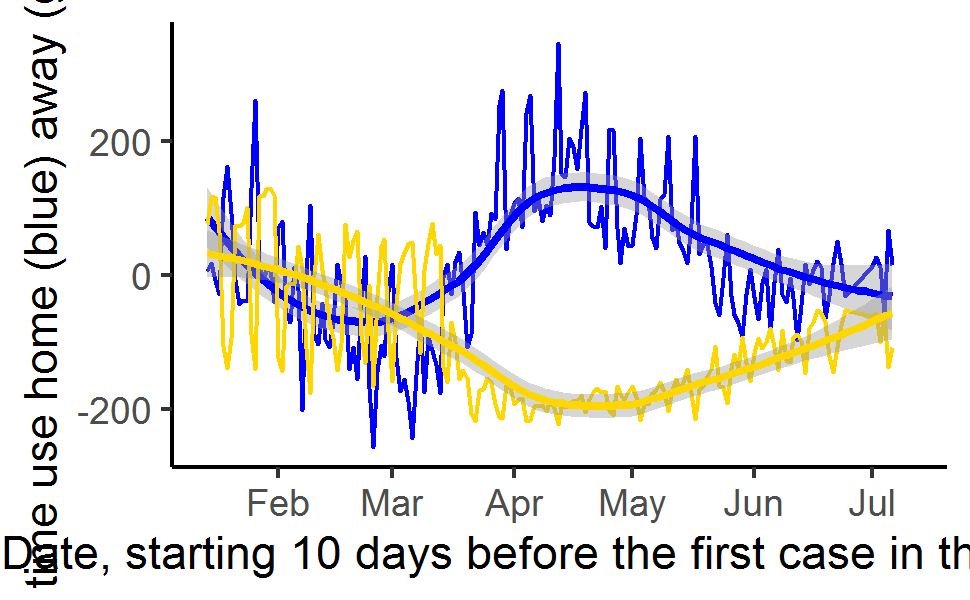 time use home (blue) away (
200
0
-200
Feb Mar Apr May Jun Jul
Date, starting 10 days before the first case in th